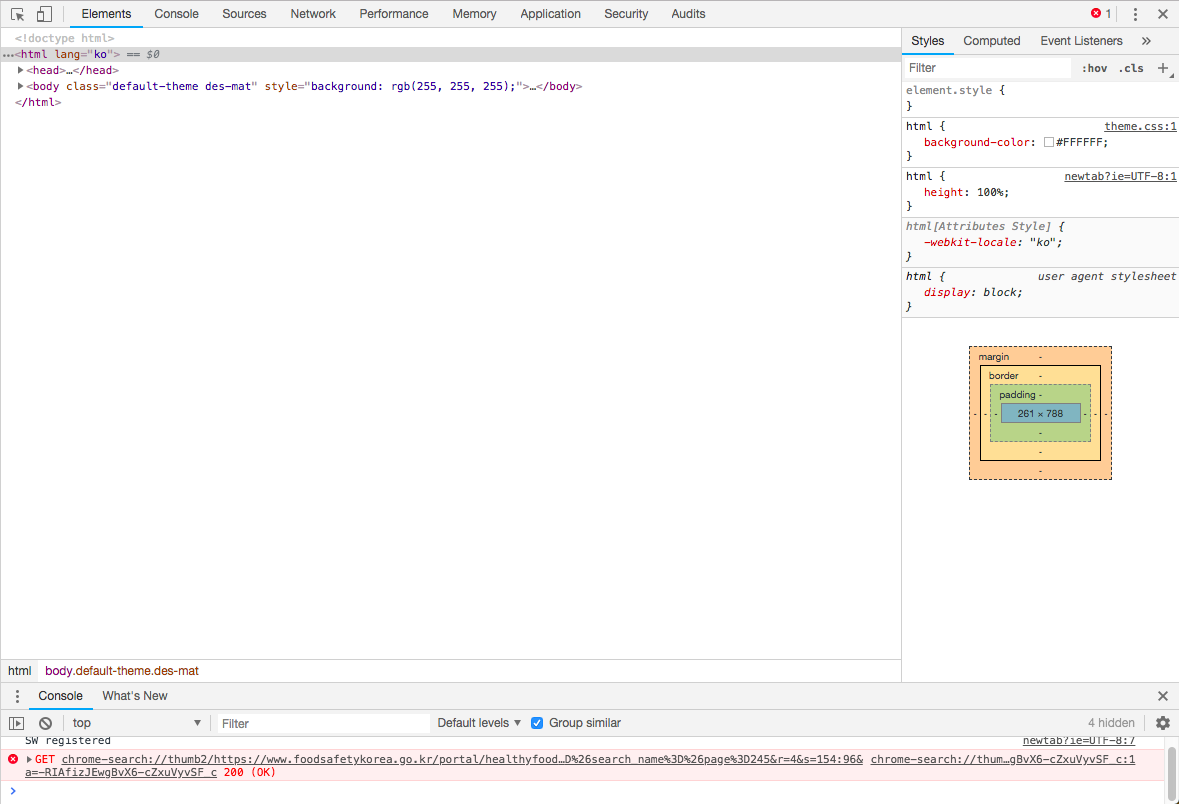 Elements Console Sources Network Performance Memory Application Security Audits 1
<!doctype html>
…<html lang="ko"> == $0
<head>…</head>
<body class="default-theme des-mat" style="background: rgb(255, 255, 255);">…</body>
</html>
html body.default-theme.des-mat
Styles Computed Event Listeners »
Filter :hov .cls +
element.style {
}
html { theme.css:1
background-color: #FFFFFF;
}
html { newtab?ie=UTF-8:1
height: 100%;
}
html[Attributes Style] {
-webkit-locale: "ko";
}
html { user agent stylesheet
display: block;
}
margin -
border -
padding -
- - - 261 × 788 - - -
-
-
-
Console What's New
top Filter Default levels Group similar 4 hidden
SW registered newtab?ie=UTF-8:7
GET chrome-search://thumb2/https://www.foodsafetykorea.go.kr/portal/healthyfood…D%26search_name%3D%26page%3D245&r=4&s=154:96& chrome-search://thum…gBvX6-cZxuVyvSF_c:1
a=-RIAfizJEwgBvX6-cZxuVyvSF_c 200 (OK)